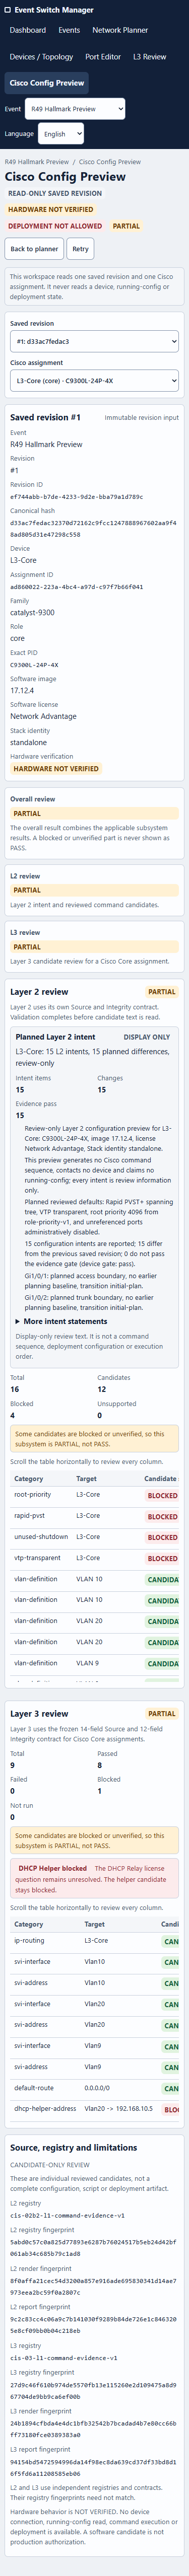 Event Switch Manager
Dashboard Events Network Planner
Devices / Topology Port Editor L3 Review
Cisco Config Preview
Event R49 Hallmark Preview
Language English
R49 Hallmark Preview / Cisco Config Preview
Cisco Config Preview
READ-ONLY SAVED REVISION
HARDWARE NOT VERIFIED
DEPLOYMENT NOT ALLOWED PARTIAL
Back to planner Retry
This workspace reads one saved revision and one Cisco
assignment. It never reads a device, running-config or
deployment state.
Saved revision
#1: d33ac7fedac3
Cisco assignment
L3-Core (core) - C9300L-24P-4X
Saved revision #1 Immutable revision input
Event
R49 Hallmark Preview
Revision
#1
Revision ID
ef744abb-b7de-4233-9d2e-bba79a1d789c
Canonical hash
d33ac7fedac32370d72162c9fcc1247888967602aa9f4
8ad805d31e47298c558
Device
L3-Core
Assignment ID
ad860022-223a-4bc4-a97d-c97f7b66f041
Family
catalyst-9300
Role
core
Exact PID
C9300L-24P-4X
Software image
17.12.4
Software license
Network Advantage
Stack identity
standalone
Hardware verification
HARDWARE NOT VERIFIED
Overall review
PARTIAL
The overall result combines the applicable subsystem
results. A blocked or unverified part is never shown as
PASS.
L2 review
PARTIAL
Layer 2 intent and reviewed command candidates.
L3 review
PARTIAL
Layer 3 candidate review for a Cisco Core assignment.
Layer 2 review PARTIAL
Layer 2 uses its own Source and Integrity contract.
Validation completes before candidate text is read.
Planned Layer 2 intent DISPLAY ONLY
L3-Core: 15 L2 intents, 15 planned differences,
review-only
Intent items Changes
15 15
Evidence pass
15
Review-only Layer 2 configuration preview for L3-
Core: C9300L-24P-4X, image 17.12.4, license
Network Advantage, Stack identity standalone.
This preview generates no Cisco command
sequence, contacts no device and claims no
running-config; every intent is review information
only.
Planned reviewed defaults: Rapid PVST+ spanning
tree, VTP transparent, root priority 4096 from
role-priority-v1, and unreferenced ports
administratively disabled.
15 configuration intents are reported; 15 differ
from the previous saved revision; 0 do not pass
the evidence gate (device gate: pass).
Gi1/0/1: planned access boundary, no earlier
planning baseline, transition initial-plan.
Gi1/0/2: planned trunk boundary, no earlier
planning baseline, transition initial-plan.
More intent statements
Display-only review text. It is not a command
sequence, deployment configuration or execution
order.
Total Candidates
16 12
Blocked Unsupported
4 0
Some candidates are blocked or unverified, so this
subsystem is PARTIAL, not PASS.
Scroll the table horizontally to review every column.
Category Target Candidate
root-priority L3-Core BLOCKED
rapid-pvst L3-Core BLOCKED
unused-shutdown L3-Core BLOCKED
vtp-transparent L3-Core BLOCKED
vlan-definition VLAN 10 CANDIDA
vlan-definition VLAN 10 CANDIDA
vlan-definition VLAN 20 CANDIDA
vlan-definition VLAN 20 CANDIDA
vlan-definition VLAN 9 CANDIDA
Layer 3 review PARTIAL
Layer 3 uses the frozen 14-field Source and 12-field
Integrity contract for Cisco Core assignments.
Total Passed
9 8
Failed Blocked
0 1
Not run
0
Some candidates are blocked or unverified, so this
subsystem is PARTIAL, not PASS.
DHCP Helper blocked The DHCP Relay license
question remains unresolved. The helper candidate
stays blocked.
Scroll the table horizontally to review every column.
Category Target Candi
ip-routing L3-Core CAN
svi-interface Vlan10 CAN
svi-address Vlan10 CAN
svi-interface Vlan20 CAN
svi-address Vlan20 CAN
svi-interface Vlan9 CAN
svi-address Vlan9 CAN
default-route 0.0.0.0/0 CAN
dhcp-helper-address Vlan20 -> 192.168.10.5 BLO
Source, registry and limitations
CANDIDATE-ONLY REVIEW
These are individual reviewed candidates, not a
complete configuration, script or deployment artifact.
L2 registry
cis-02b2-l1-command-evidence-v1
L2 registry fingerprint
5abd0c57c0a825d77893e6287b76024517b5eb24d42bf
061ab34c685b79c1ad8
L2 render fingerprint
8f0affa21cec54d3200a857e916ade695830341d14ae7
973eea2bc59f0a2807c
L2 report fingerprint
9c2c83cc4c06a9c7b141030f9289b84de726e1c846320
5e8cf09bb0b04c218eb
L3 registry
cis-03-l1-command-evidence-v1
L3 registry fingerprint
27d9c46f610b974de5570fb13e115260e2d109475a8d9
67704de9bb9ca6ef00b
L3 render fingerprint
24b1894cfbda4e4dc1bfb32542b7bcadad4b7e80cc66b
ff73180fce0389383a0
L3 report fingerprint
94154bd5472594996da14f98ec8da639cd37df33bd8d1
6f5fd6a11208585eb06
L2 and L3 use independent registries and contracts.
Their registry fingerprints need not match.
Hardware behavior is NOT VERIFIED. No device
connection, running-config read, command execution or
deployment is available. A software candidate is not
production authorization.